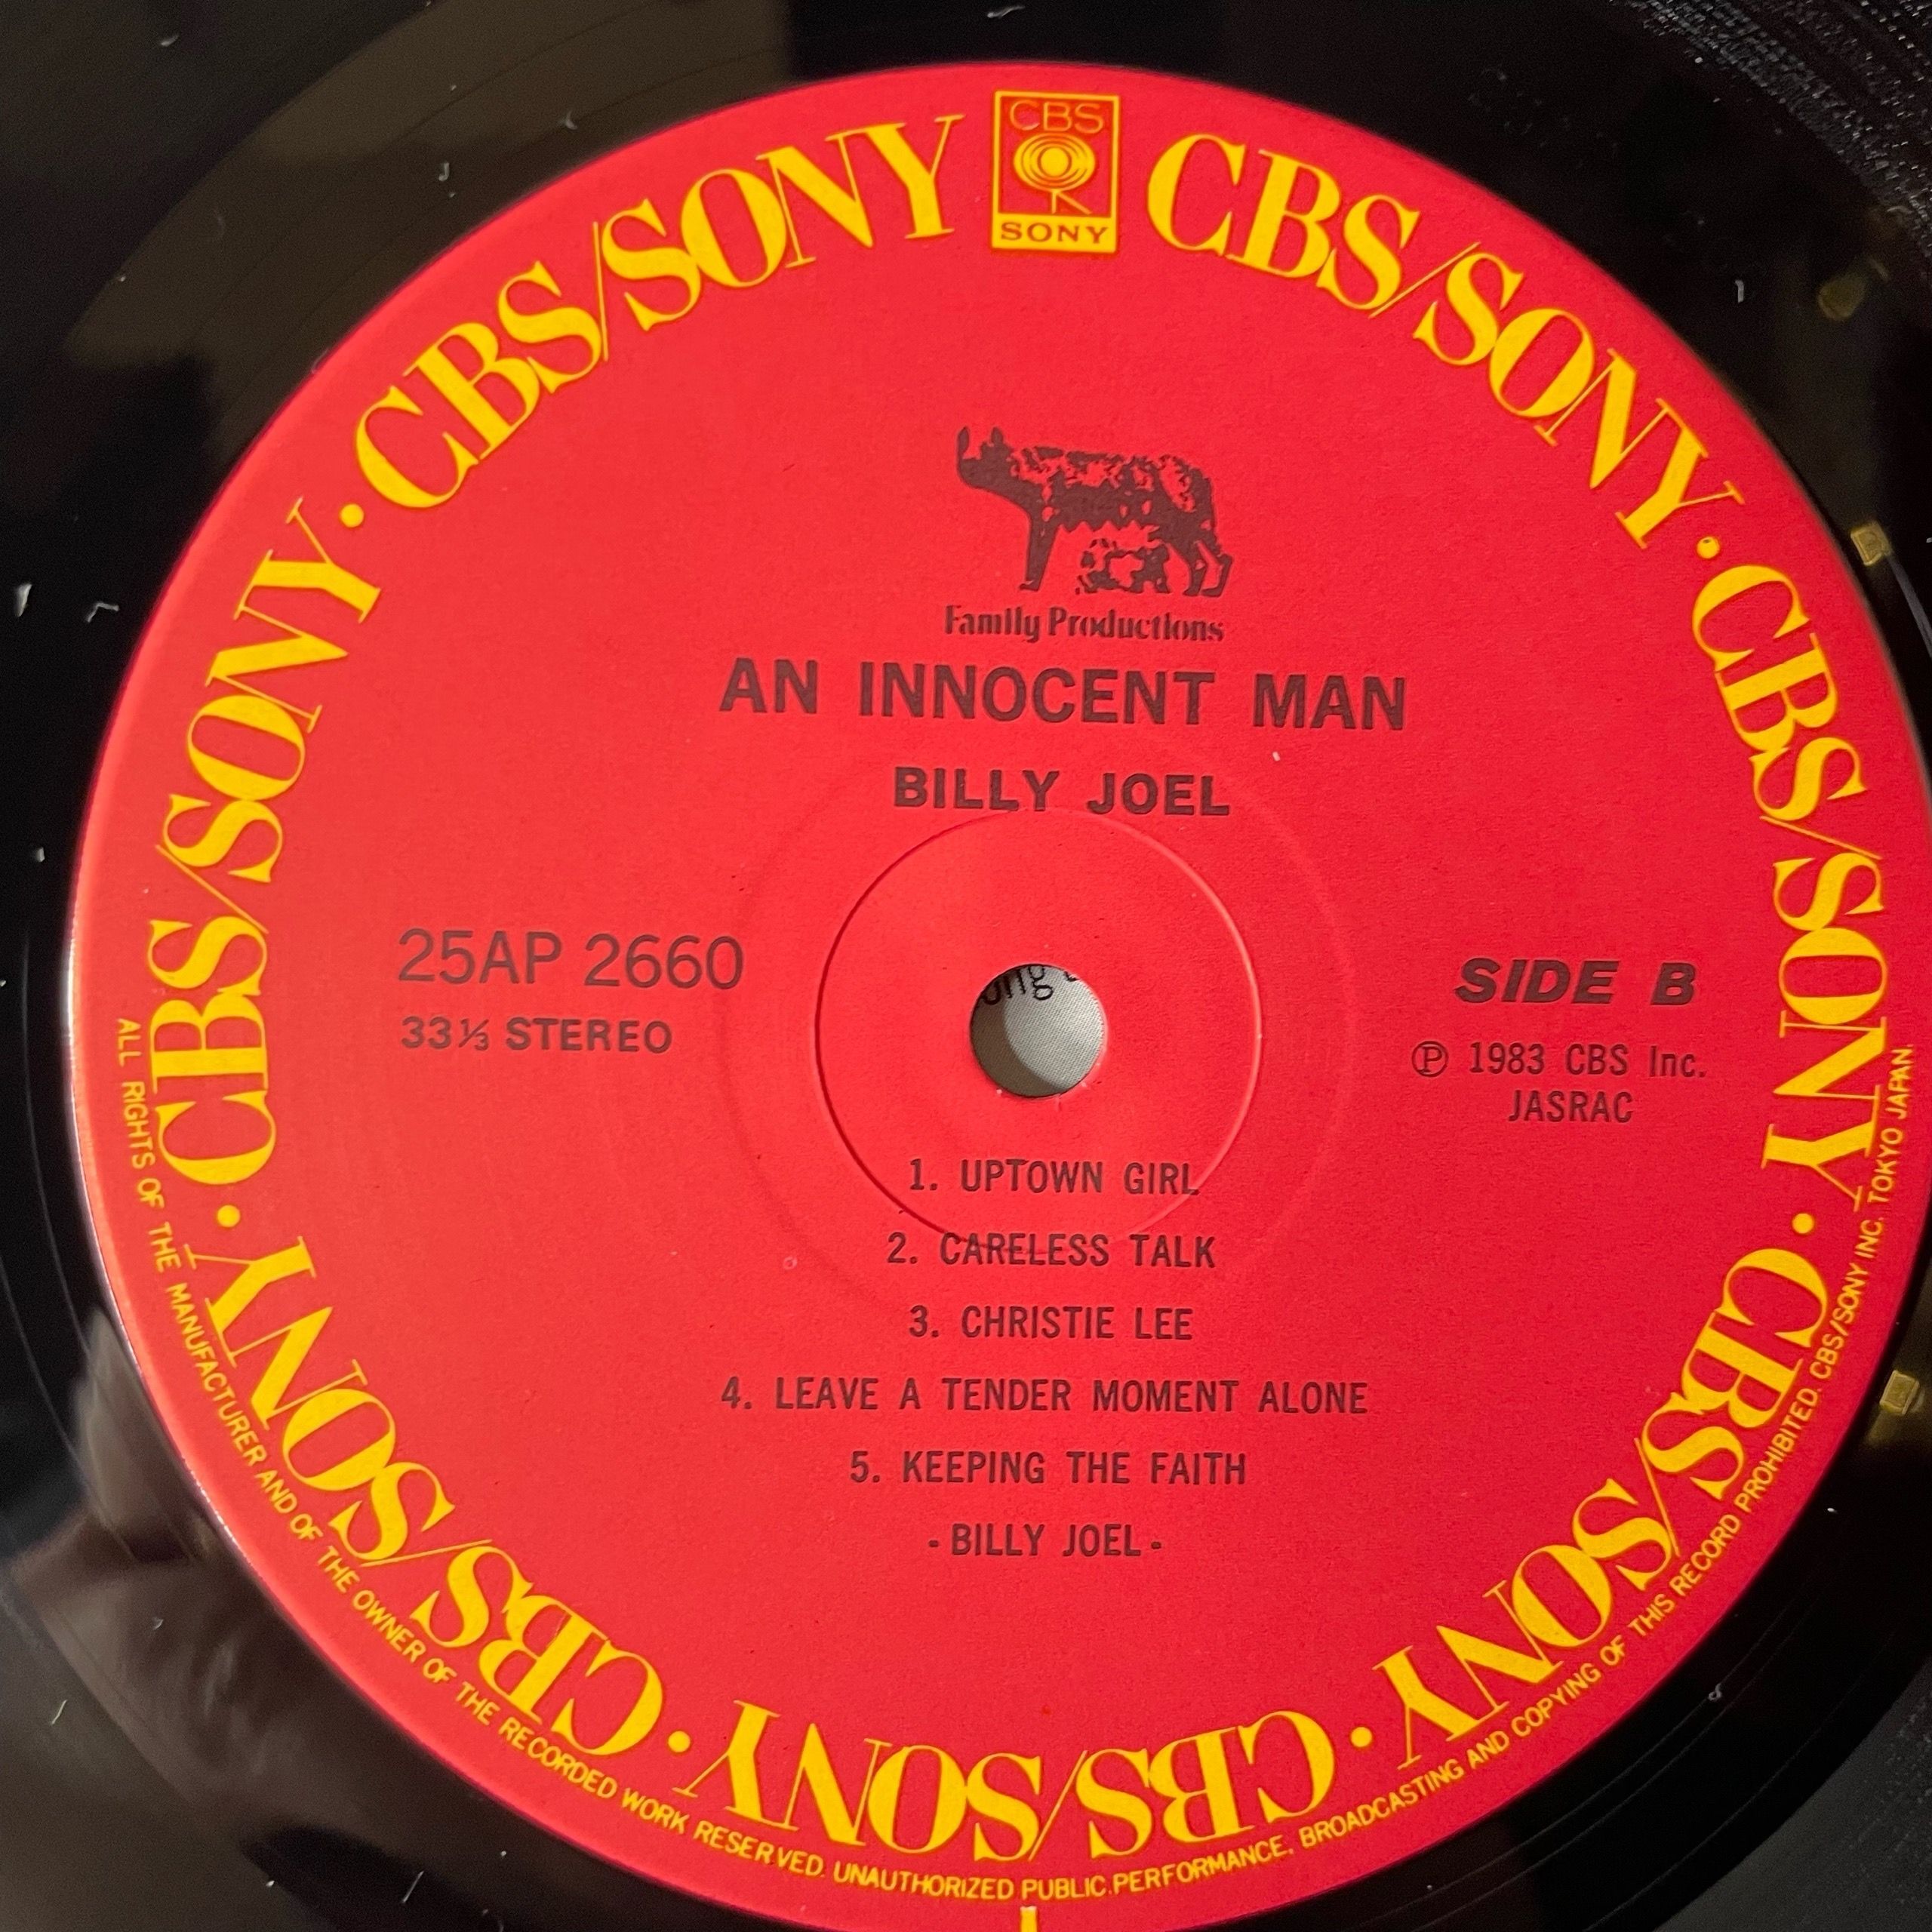 CBS
SONY
CBS/SONY · CBS/SONY · CBS/SONY · CBS/SONY · CBS/SONY · CBS/SONY · CBS/SONY
Family Productions
AN INNOCENT MAN
BILLY JOEL
25AP 2660
33⅓ STEREO
SIDE B
Ⓟ 1983 CBS Inc.
JASRAC
1. UPTOWN GIRL
2. CARELESS TALK
3. CHRISTIE LEE
4. LEAVE A TENDER MOMENT ALONE
5. KEEPING THE FAITH
- BILLY JOEL -
ALL RIGHTS OF THE MANUFACTURER AND OF THE OWNER OF THE RECORDED WORK RESERVED. UNAUTHORIZED PUBLIC PERFORMANCE, BROADCASTING AND COPYING OF THIS RECORD PROHIBITED. CBS/SONY INC. TOKYO JAPAN.